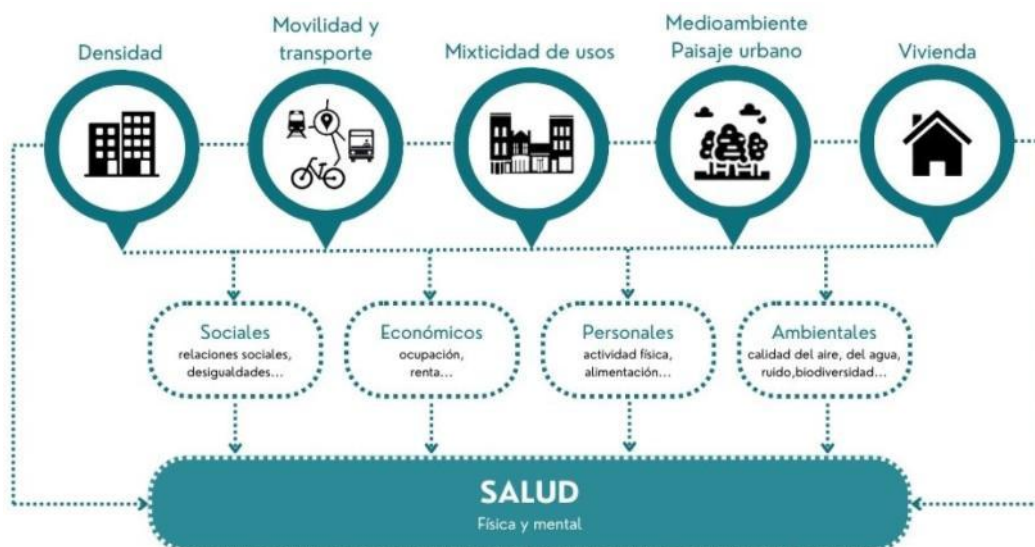 Densidad
Movilidad y
transporte
Mixticidad de usos
Medioambiente
Paisaje urbano
Vivienda
Sociales
relaciones sociales,
desigualdades...
Económicos
ocupación,
renta...
Personales
actividad física,
alimentación...
Ambientales
calidad del aire, del agua,
ruido,biodiversidad...
SALUD
Física y mental